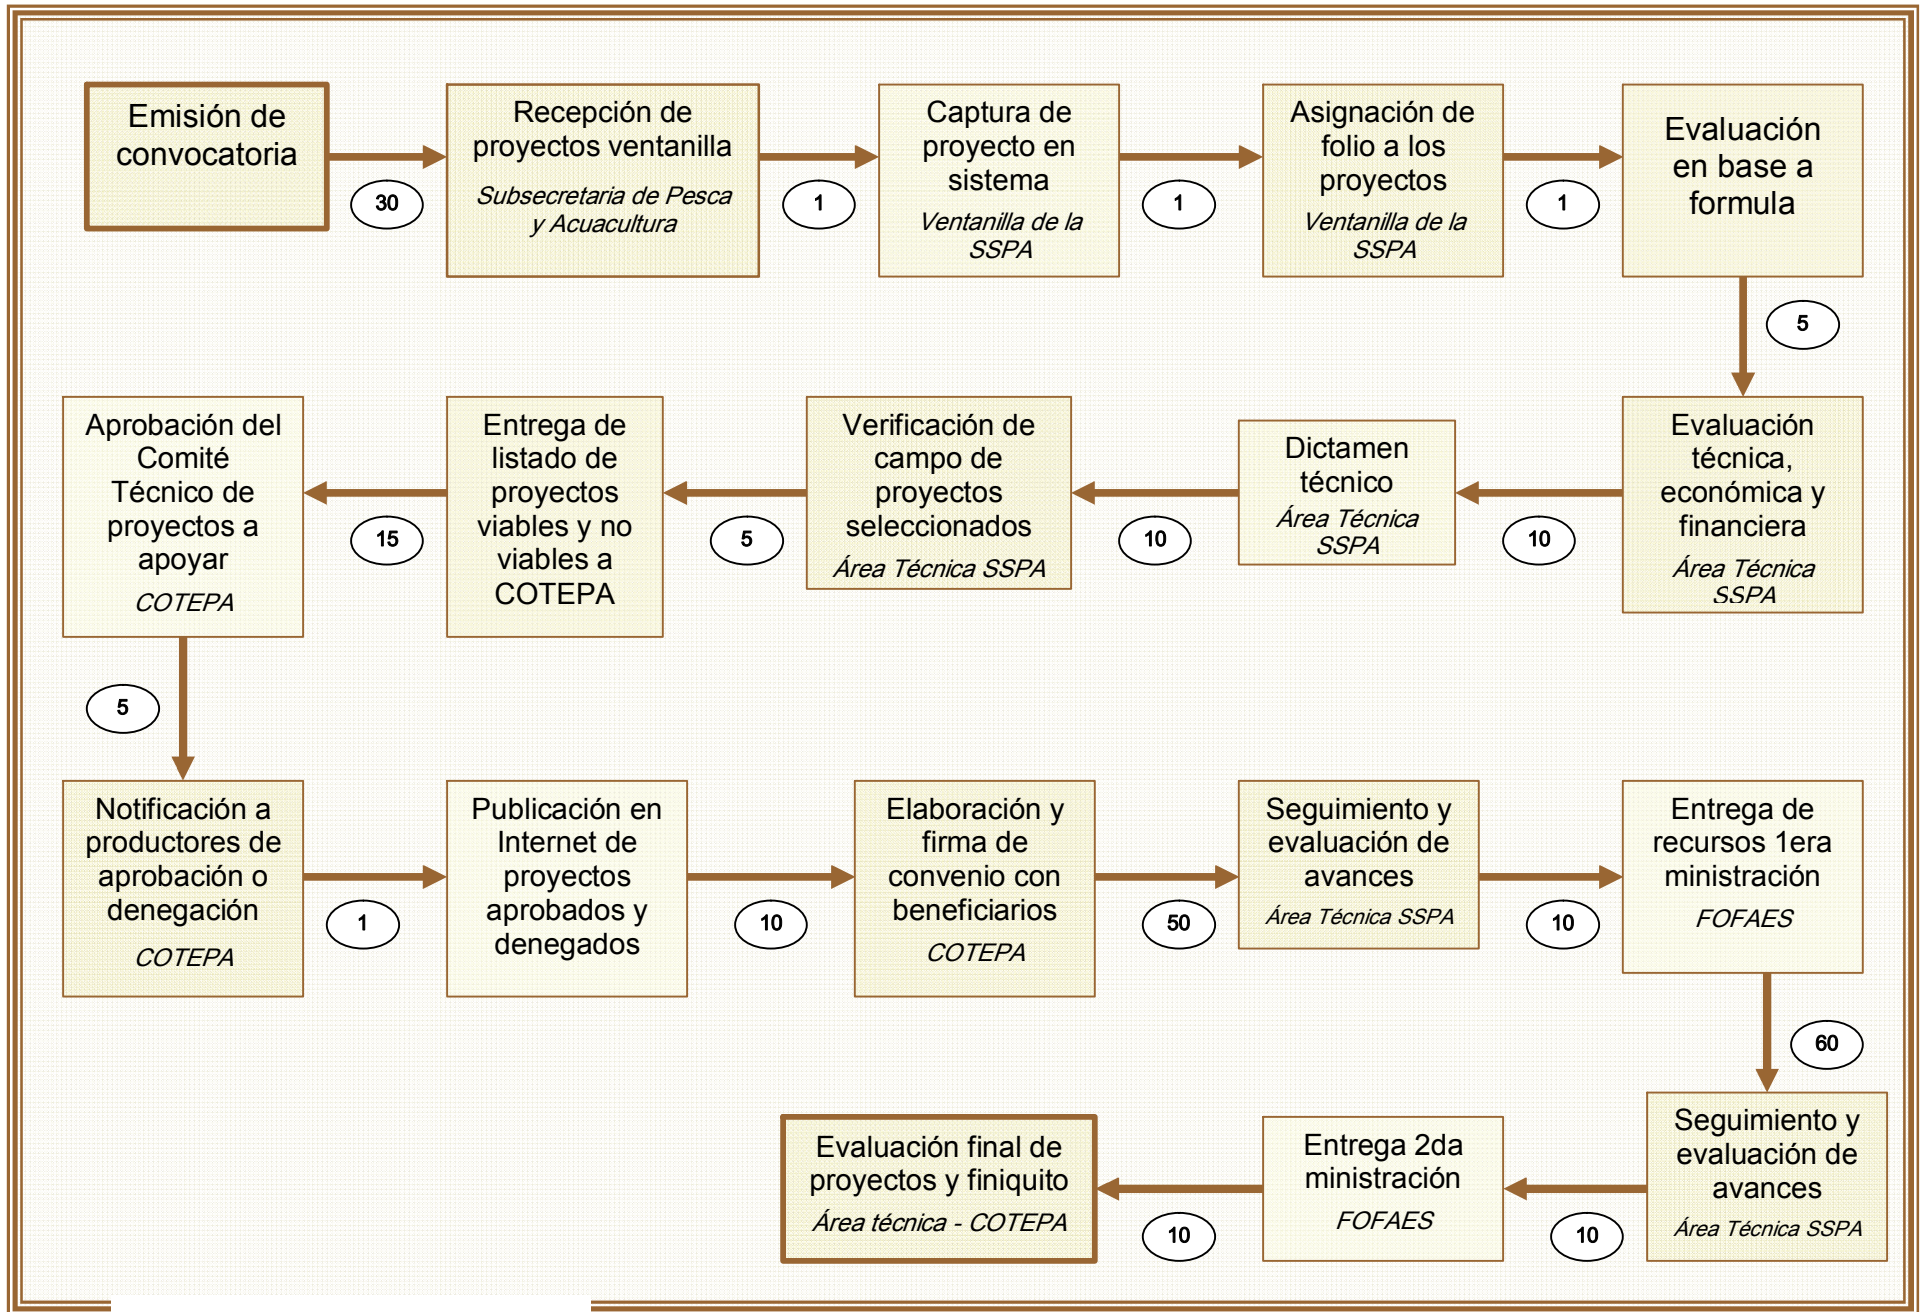 Emisión de
convocatoria
30
Recepción de
proyectos ventanilla
Subsecretaria de Pesca
y Acuacultura
1
Captura de
proyecto en
sistema
Ventanilla de la
SSPA
1
Asignación de
folio a los
proyectos
Ventanilla de la
SSPA
1
Evaluación
en base a
formula
5
Evaluación
técnica,
económica y
financiera
Área Técnica
SSPA
10
Dictamen
técnico
Área Técnica
SSPA
10
Verificación de
campo de
proyectos
seleccionados
Área Técnica SSPA
5
Entrega de
listado de
proyectos
viables y no
viables a
COTEPA
15
Aprobación del
Comité
Técnico de
proyectos a
apoyar
COTEPA
5
Notificación a
productores de
aprobación o
denegación
COTEPA
1
Publicación en
Internet de
proyectos
aprobados y
denegados
10
Elaboración y
firma de
convenio con
beneficiarios
COTEPA
50
Seguimiento y
evaluación de
avances
Área Técnica SSPA
10
Entrega de
recursos 1era
ministración
FOFAES
60
Seguimiento y
evaluación de
avances
Área Técnica SSPA
10
Entrega 2da
ministración
FOFAES
10
Evaluación final de
proyectos y finiquito
Área técnica - COTEPA